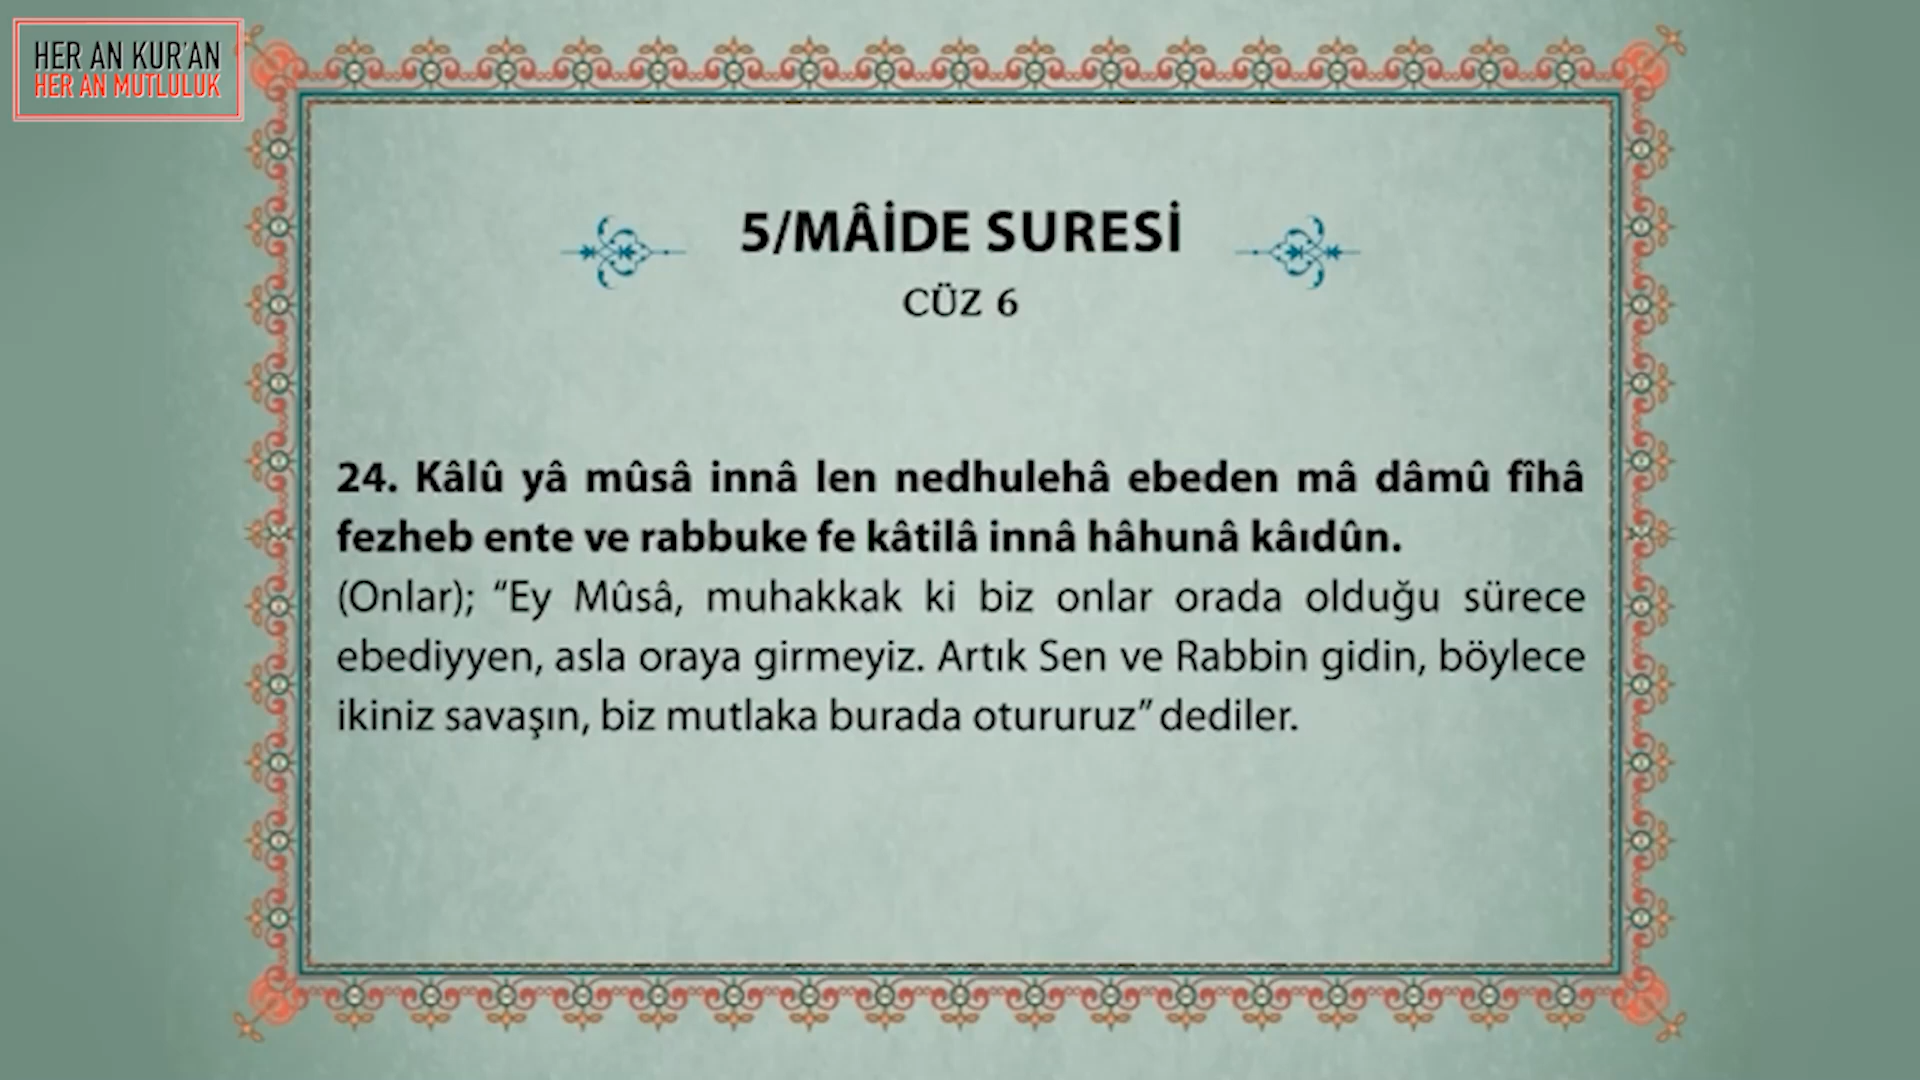 HER AN KUR'AN
HER AN MUTLULUK
5/MÂİDE SURESİ
CÜZ 6
24. Kâlû yâ mûsâ innâ len nedhulehâ ebeden mâ dâmû fîhâ
fezheb ente ve rabbuke fe kâtilâ innâ hâhunâ kâıdûn.
(Onlar); “Ey Mûsâ, muhakkak ki biz onlar orada olduğu sürece
ebediyyen, asla oraya girmeyiz. Artık Sen ve Rabbin gidin, böylece
ikiniz savaşın, biz mutlaka burada otururuz” dediler.